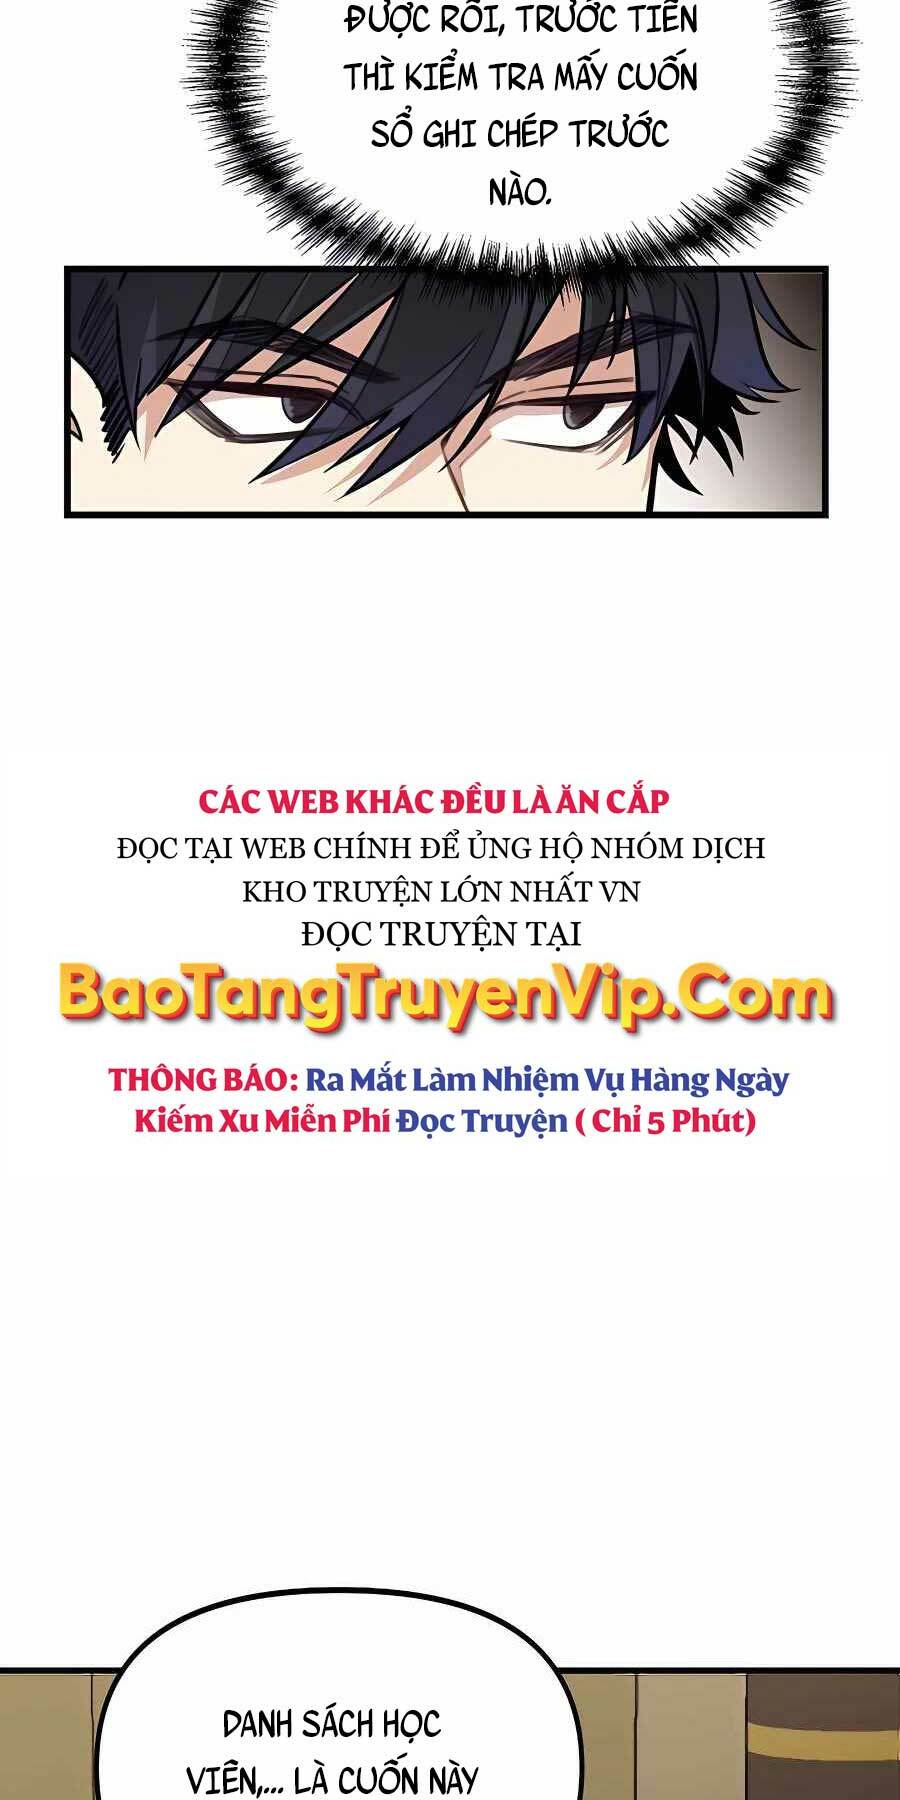 ĐƯỢC RỒI, TRƯỚC TIÊN
THÌ KIỂM TRA MẤY CUỐN
SỔ GHI CHÉP TRƯỚC
NÀO.
CÁC WEB KHÁC ĐỀU LÀ ĂN CẮP
ĐỌC TẠI WEB CHÍNH ĐỂ ỦNG HỘ NHÓM DỊCH
KHO TRUYỆN LỚN NHẤT VN
ĐỌC TRUYỆN TẠI
BaoTangTruyenVip.Com
THÔNG BÁO: Ra Mắt Làm Nhiệm Vụ Hàng Ngày
Kiếm Xu Miễn Phí Đọc Truyện ( Chỉ 5 Phút)
DANH SÁCH HỌC
VIÊN,... LÀ CUỐN NÀY